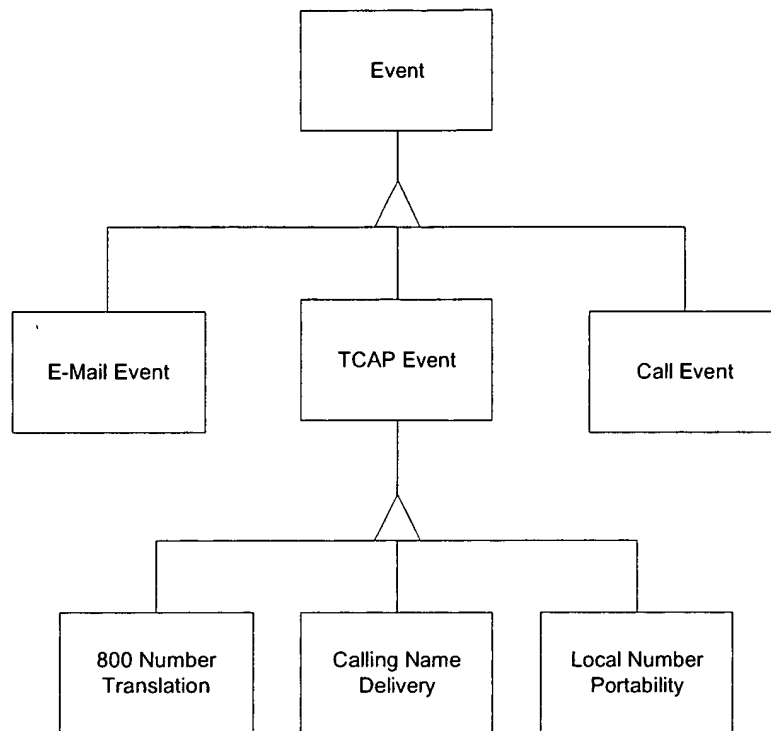 Event
E-Mail Event
TCAP Event
Call Event
800 Number
Translation
Calling Name
Delivery
Local Number
Portability